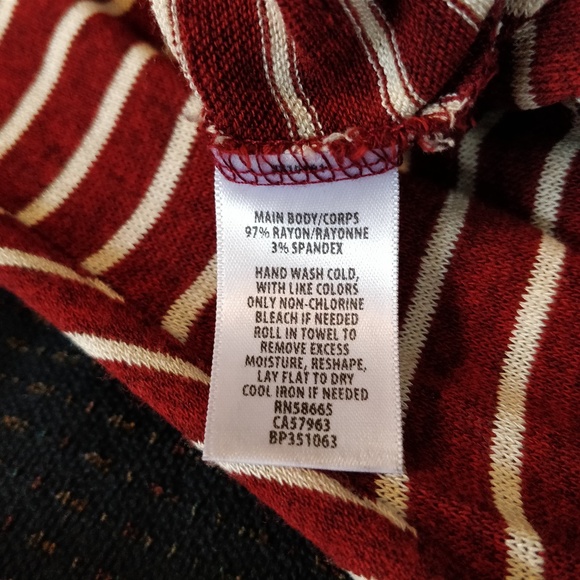 MAIN BODY/CORPS
97% RAYON/RAYONNE
3% SPANDEX
HAND WASH COLD,
WITH LIKE COLORS
ONLY NON-CHLORINE
BLEACH IF NEEDED
ROLL IN TOWEL TO
REMOVE EXCESS
MOISTURE, RESHAPE,
LAY FLAT TO DRY
COOL IRON IF NEEDED
RN58665
CA57963
BP351063